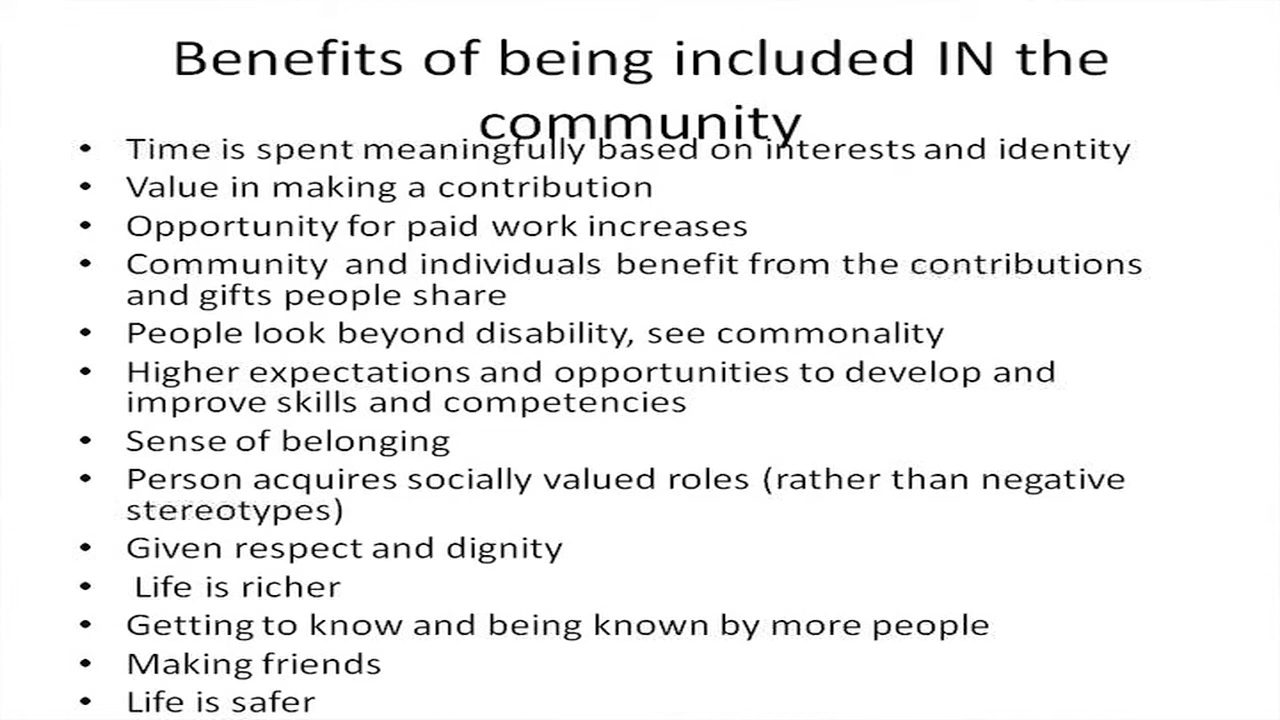 Benefits of being included IN the
community
• Time is spent meaningfully based on interests and identity
• Value in making a contribution
• Opportunity for paid work increases
• Community and individuals benefit from the contributions
and gifts people share
• People look beyond disability, see commonality
• Higher expectations and opportunities to develop and
improve skills and competencies
• Sense of belonging
• Person acquires socially valued roles (rather than negative
stereotypes)
• Given respect and dignity
• Life is richer
• Getting to know and being known by more people
• Making friends
• Life is safer